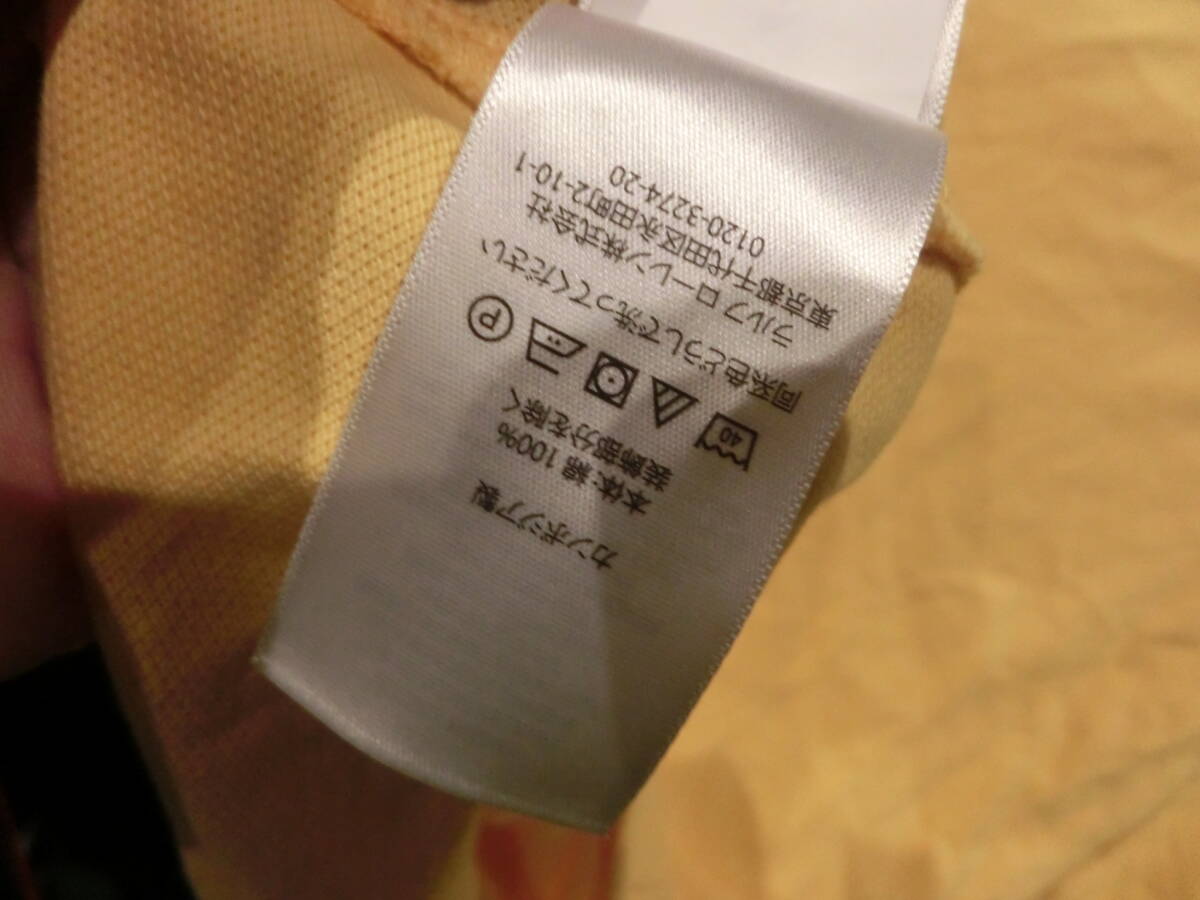 カンボジア製
本体: 綿 100%
装飾部分を除く
40
P
同系色どうしで洗ってください
ラルフ ローレン株式会社
東京都千代田区永田町2-10-1
0120-3274-20